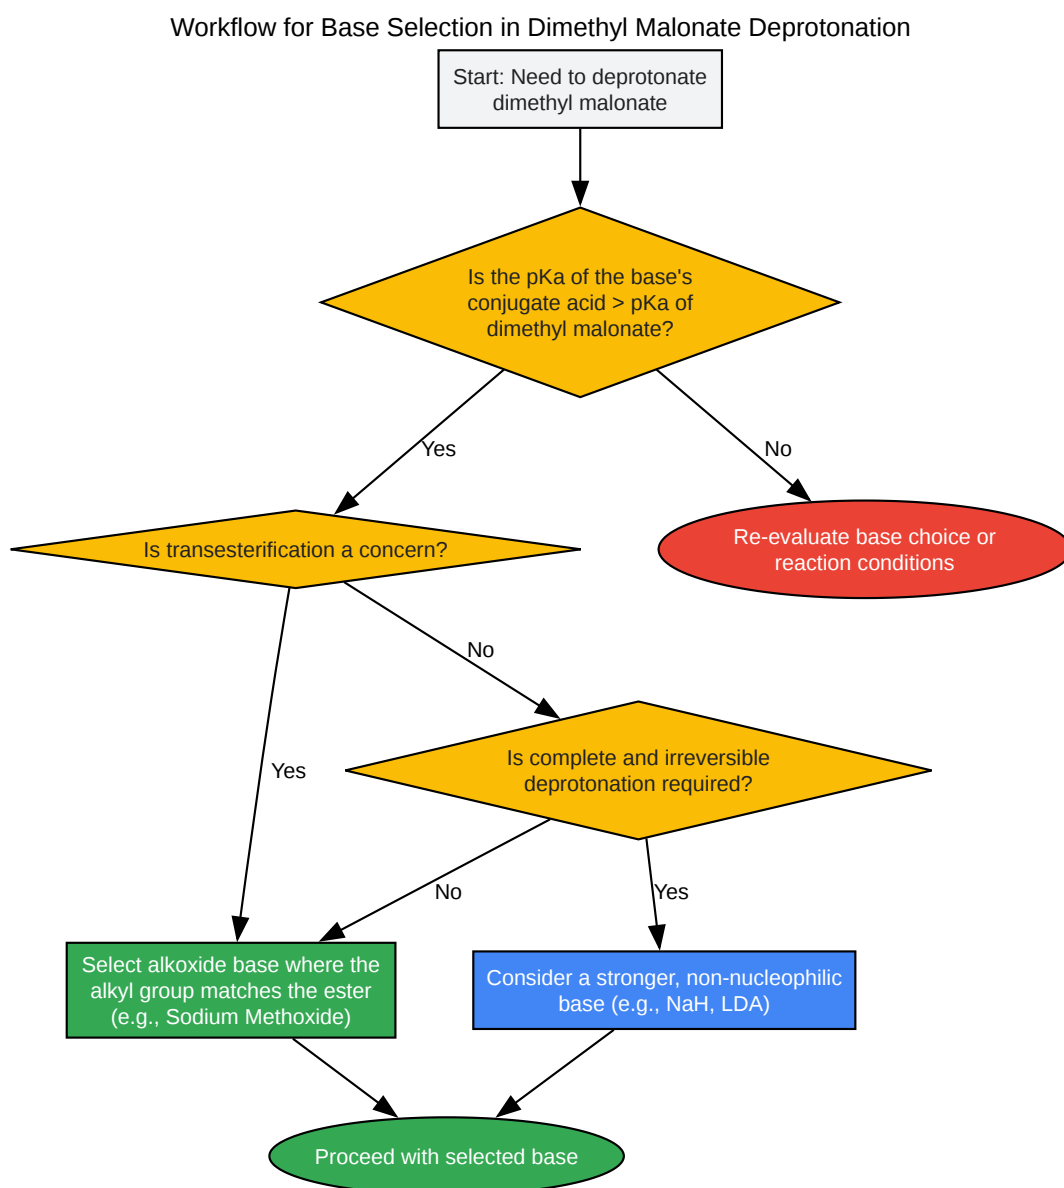 Workflow for Base Selection in Dimethyl Malonate Deprotonation
Start: Need to deprotonate
dimethyl malonate
Is the pKa of the base's
conjugate acid > pKa of
dimethyl malonate?
Yes
No
Is transesterification a concern?
Re-evaluate base choice or
reaction conditions
No
Yes
Is complete and irreversible
deprotonation required?
No
Yes
Select alkoxide base where the
alkyl group matches the ester
(e.g., Sodium Methoxide)
Consider a stronger, non-nucleophilic
base (e.g., NaH, LDA)
Proceed with selected base